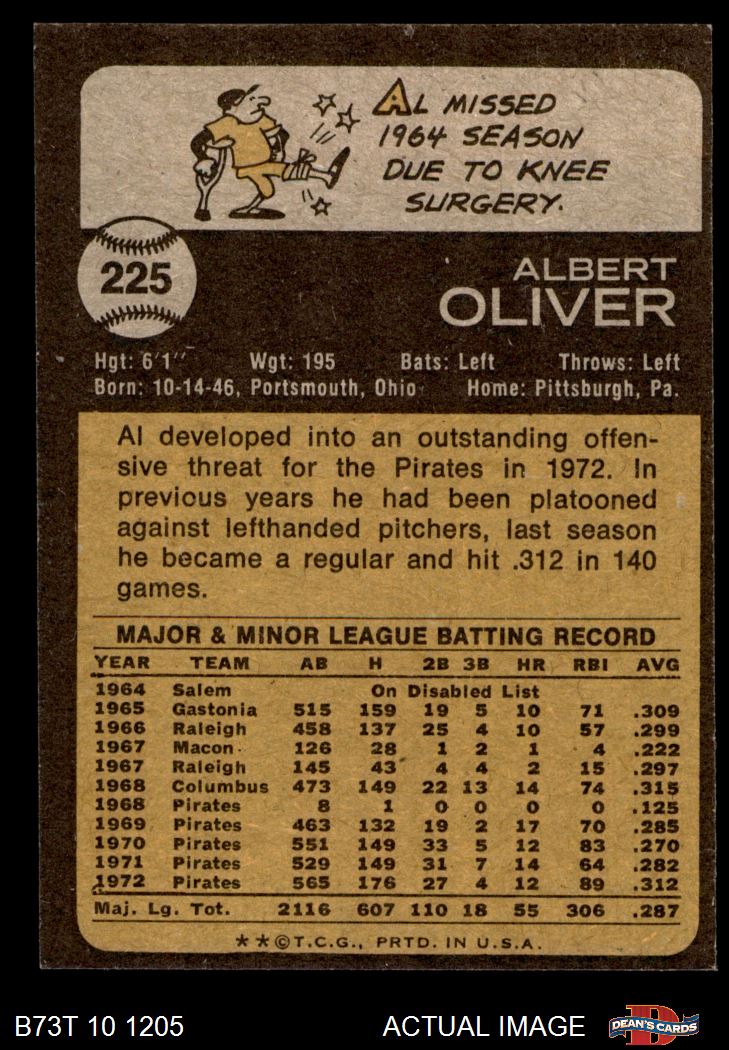 AL MISSED
1964 SEASON
DUE TO KNEE
SURGERY.
225
ALBERT
OLIVER
Hgt: 6'1" Wgt: 195 Bats: Left Throws: Left
Born: 10-14-46, Portsmouth, Ohio Home: Pittsburgh, Pa.
Al developed into an outstanding offen-
sive threat for the Pirates in 1972. In
previous years he had been platooned
against lefthanded pitchers, last season
he became a regular and hit .312 in 140
games.
MAJOR & MINOR LEAGUE BATTING RECORD
YEAR TEAM AB H 2B 3B HR RBI AVG
1964 Salem On Disabled List
1965 Gastonia 515 159 19 5 10 71 .309
1966 Raleigh 458 137 25 4 10 57 .299
1967 Macon 126 28 1 2 1 4 .222
1967 Raleigh 145 43 4 4 2 15 .297
1968 Columbus 473 149 22 13 14 74 .315
1968 Pirates 8 1 0 0 0 0 .125
1969 Pirates 463 132 19 2 17 70 .285
1970 Pirates 551 149 33 5 12 83 .270
1971 Pirates 529 149 31 7 14 64 .282
1972 Pirates 565 176 27 4 12 89 .312
Maj. Lg. Tot. 2116 607 110 18 55 306 .287
**©T.C.G., PRTD. IN U.S.A.
B73T 10 1205 ACTUAL IMAGE DEAN'S CARDS